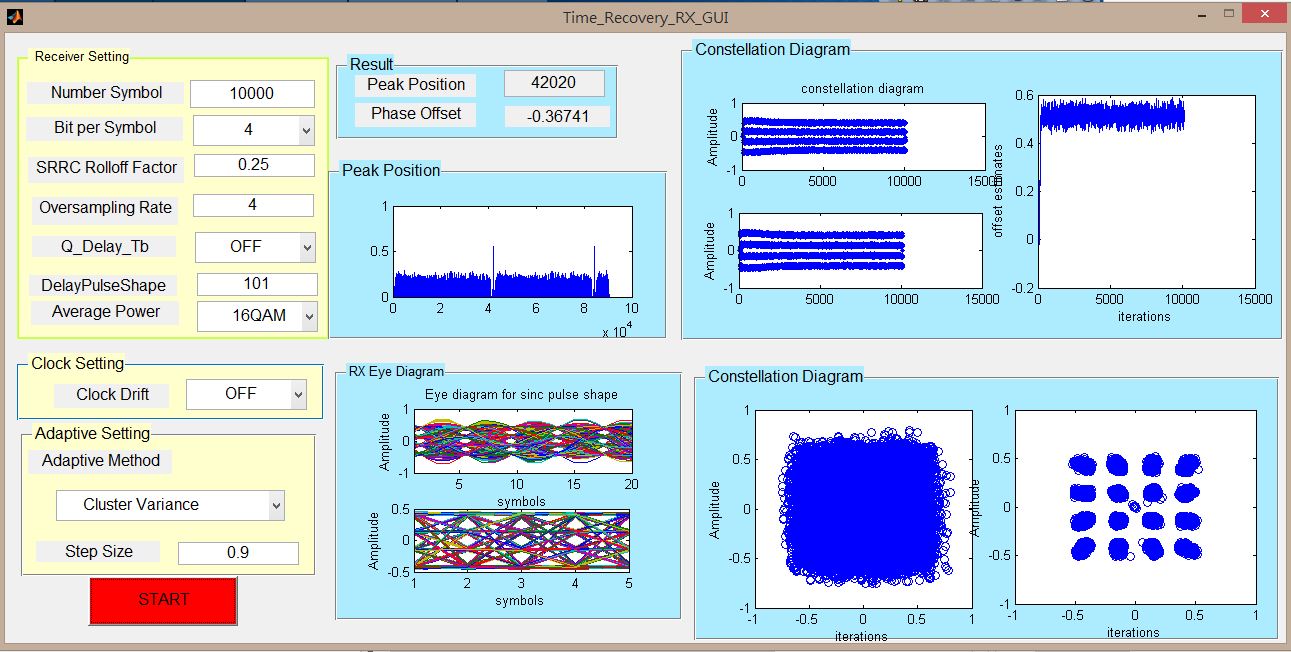 Time_Recovery_RX_GUI
Receiver Setting
Number Symbol
10000
Bit per Symbol
4
SRRC Rolloff Factor
0.25
Oversampling Rate
4
Q_Delay_Tb
OFF
DelayPulseShape
101
Average Power
16QAM
Clock Setting
Clock Drift
OFF
Adaptive Setting
Adaptive Method
Cluster Variance
Step Size
0.9
START
Result
Peak Position
42020
Phase Offset
-0.36741
Peak Position
1
0.5
0
0 2 4 6 8 10
x 10^4
RX Eye Diagram
Eye diagram for sinc pulse shape
Amplitude
1
0
-1
5 10 15 20
symbols
Amplitude
0.5
0
-0.5
1 2 3 4 5
symbols
Constellation Diagram
constellation diagram
Amplitude
1
0
-1
0 5000 10000 15000
Amplitude
1
0
-1
0 5000 10000 15000
offset estimates
0.6
0.4
0.2
0
-0.2
0 5000 10000 15000
iterations
Constellation Diagram
Amplitude
1
0.5
0
-0.5
-1
-1 -0.5 0 0.5 1
iterations
Amplitude
1
0.5
0
-0.5
-1
-1 -0.5 0 0.5 1
iterations